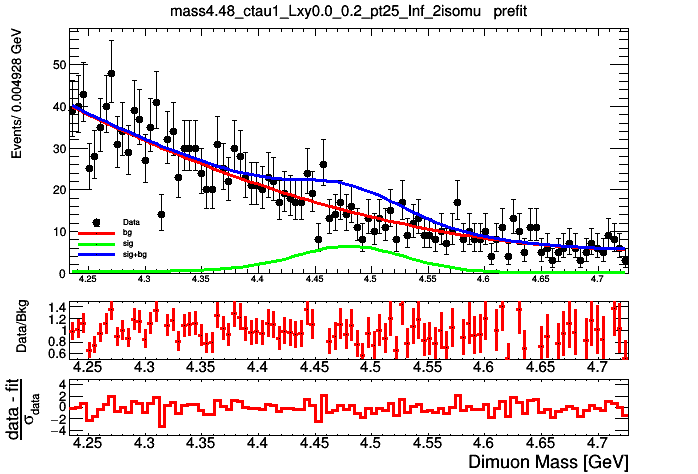 mass4.48_ctau1_Lxy0.0_0.2_pt25_Inf_2isomu prefit
Events/ 0.004928 GeV
50
40
30
20
10
0
Data
bg
sig
sig+bg
4.25 4.3 4.35 4.4 4.45 4.5 4.55 4.6 4.65 4.7
Data/Bkg
1.4
1.2
1
0.8
0.6
4.25 4.3 4.35 4.4 4.45 4.5 4.55 4.6 4.65 4.7
data - fit
σdata
4
2
0
−2
−4
4.25 4.3 4.35 4.4 4.45 4.5 4.55 4.6 4.65 4.7
Dimuon Mass [GeV]